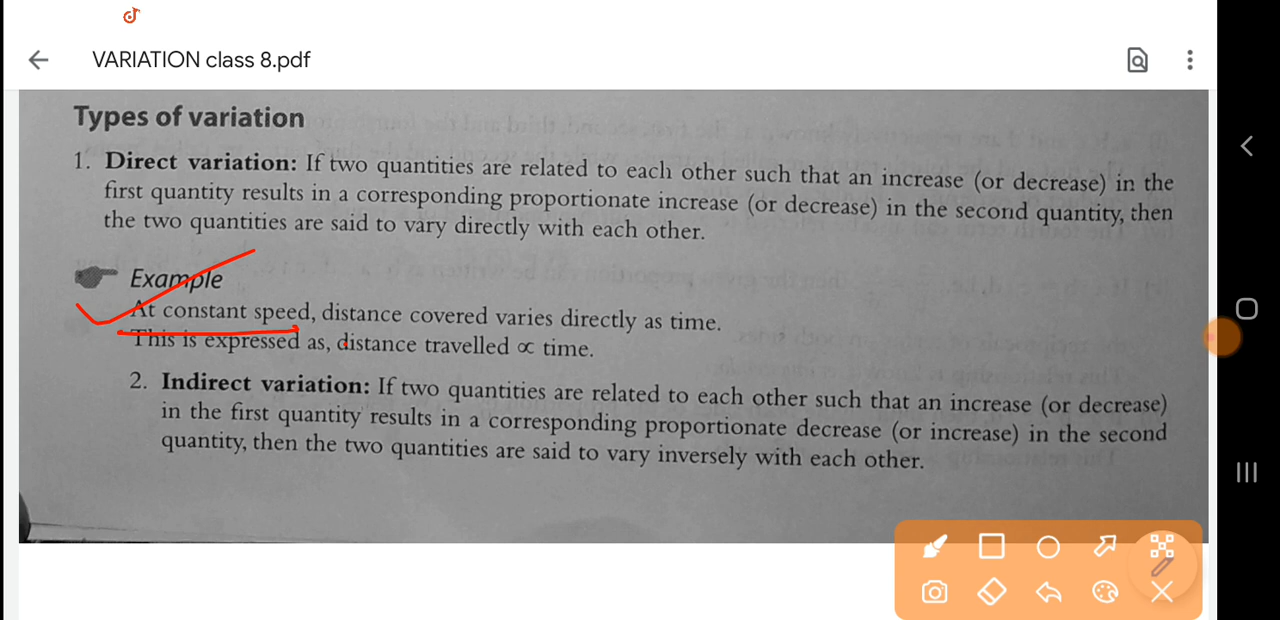 VARIATION class 8.pdf
Types of variation
1. Direct variation: If two quantities are related to each other such that an increase (or decrease) in the
first quantity results in a corresponding proportionate increase (or decrease) in the second quantity, then
the two quantities are said to vary directly with each other.
Example
At constant speed, distance covered varies directly as time.
This is expressed as, distance travelled ∝ time.
2. Indirect variation: If two quantities are related to each other such that an increase (or decrease)
in the first quantity results in a corresponding proportionate decrease (or increase) in the second
quantity, then the two quantities are said to vary inversely with each other.